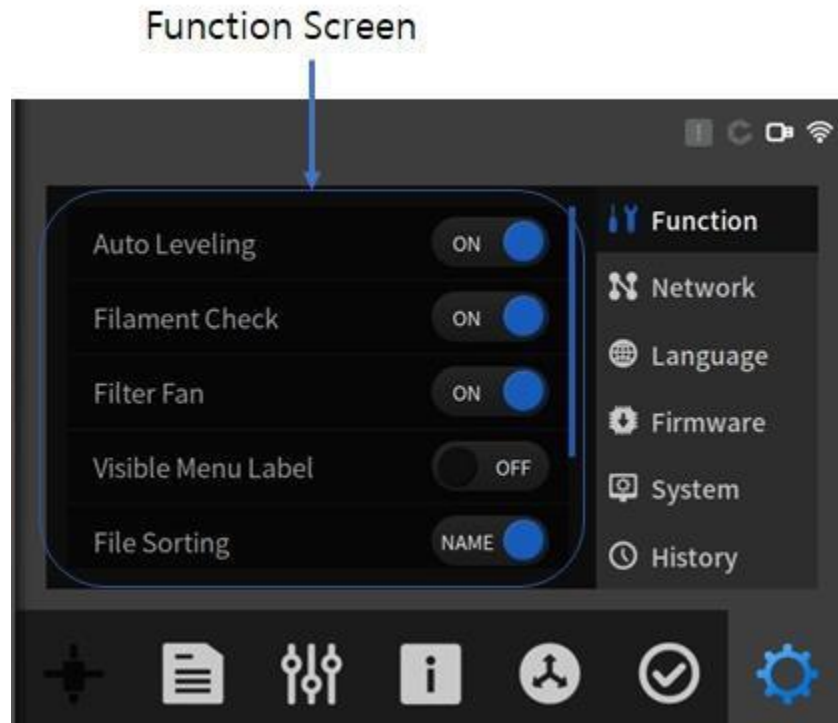 Function Screen
Auto Leveling ON
Filament Check ON
Filter Fan ON
Visible Menu Label OFF
File Sorting NAME
Function
Network
Language
Firmware
System
History